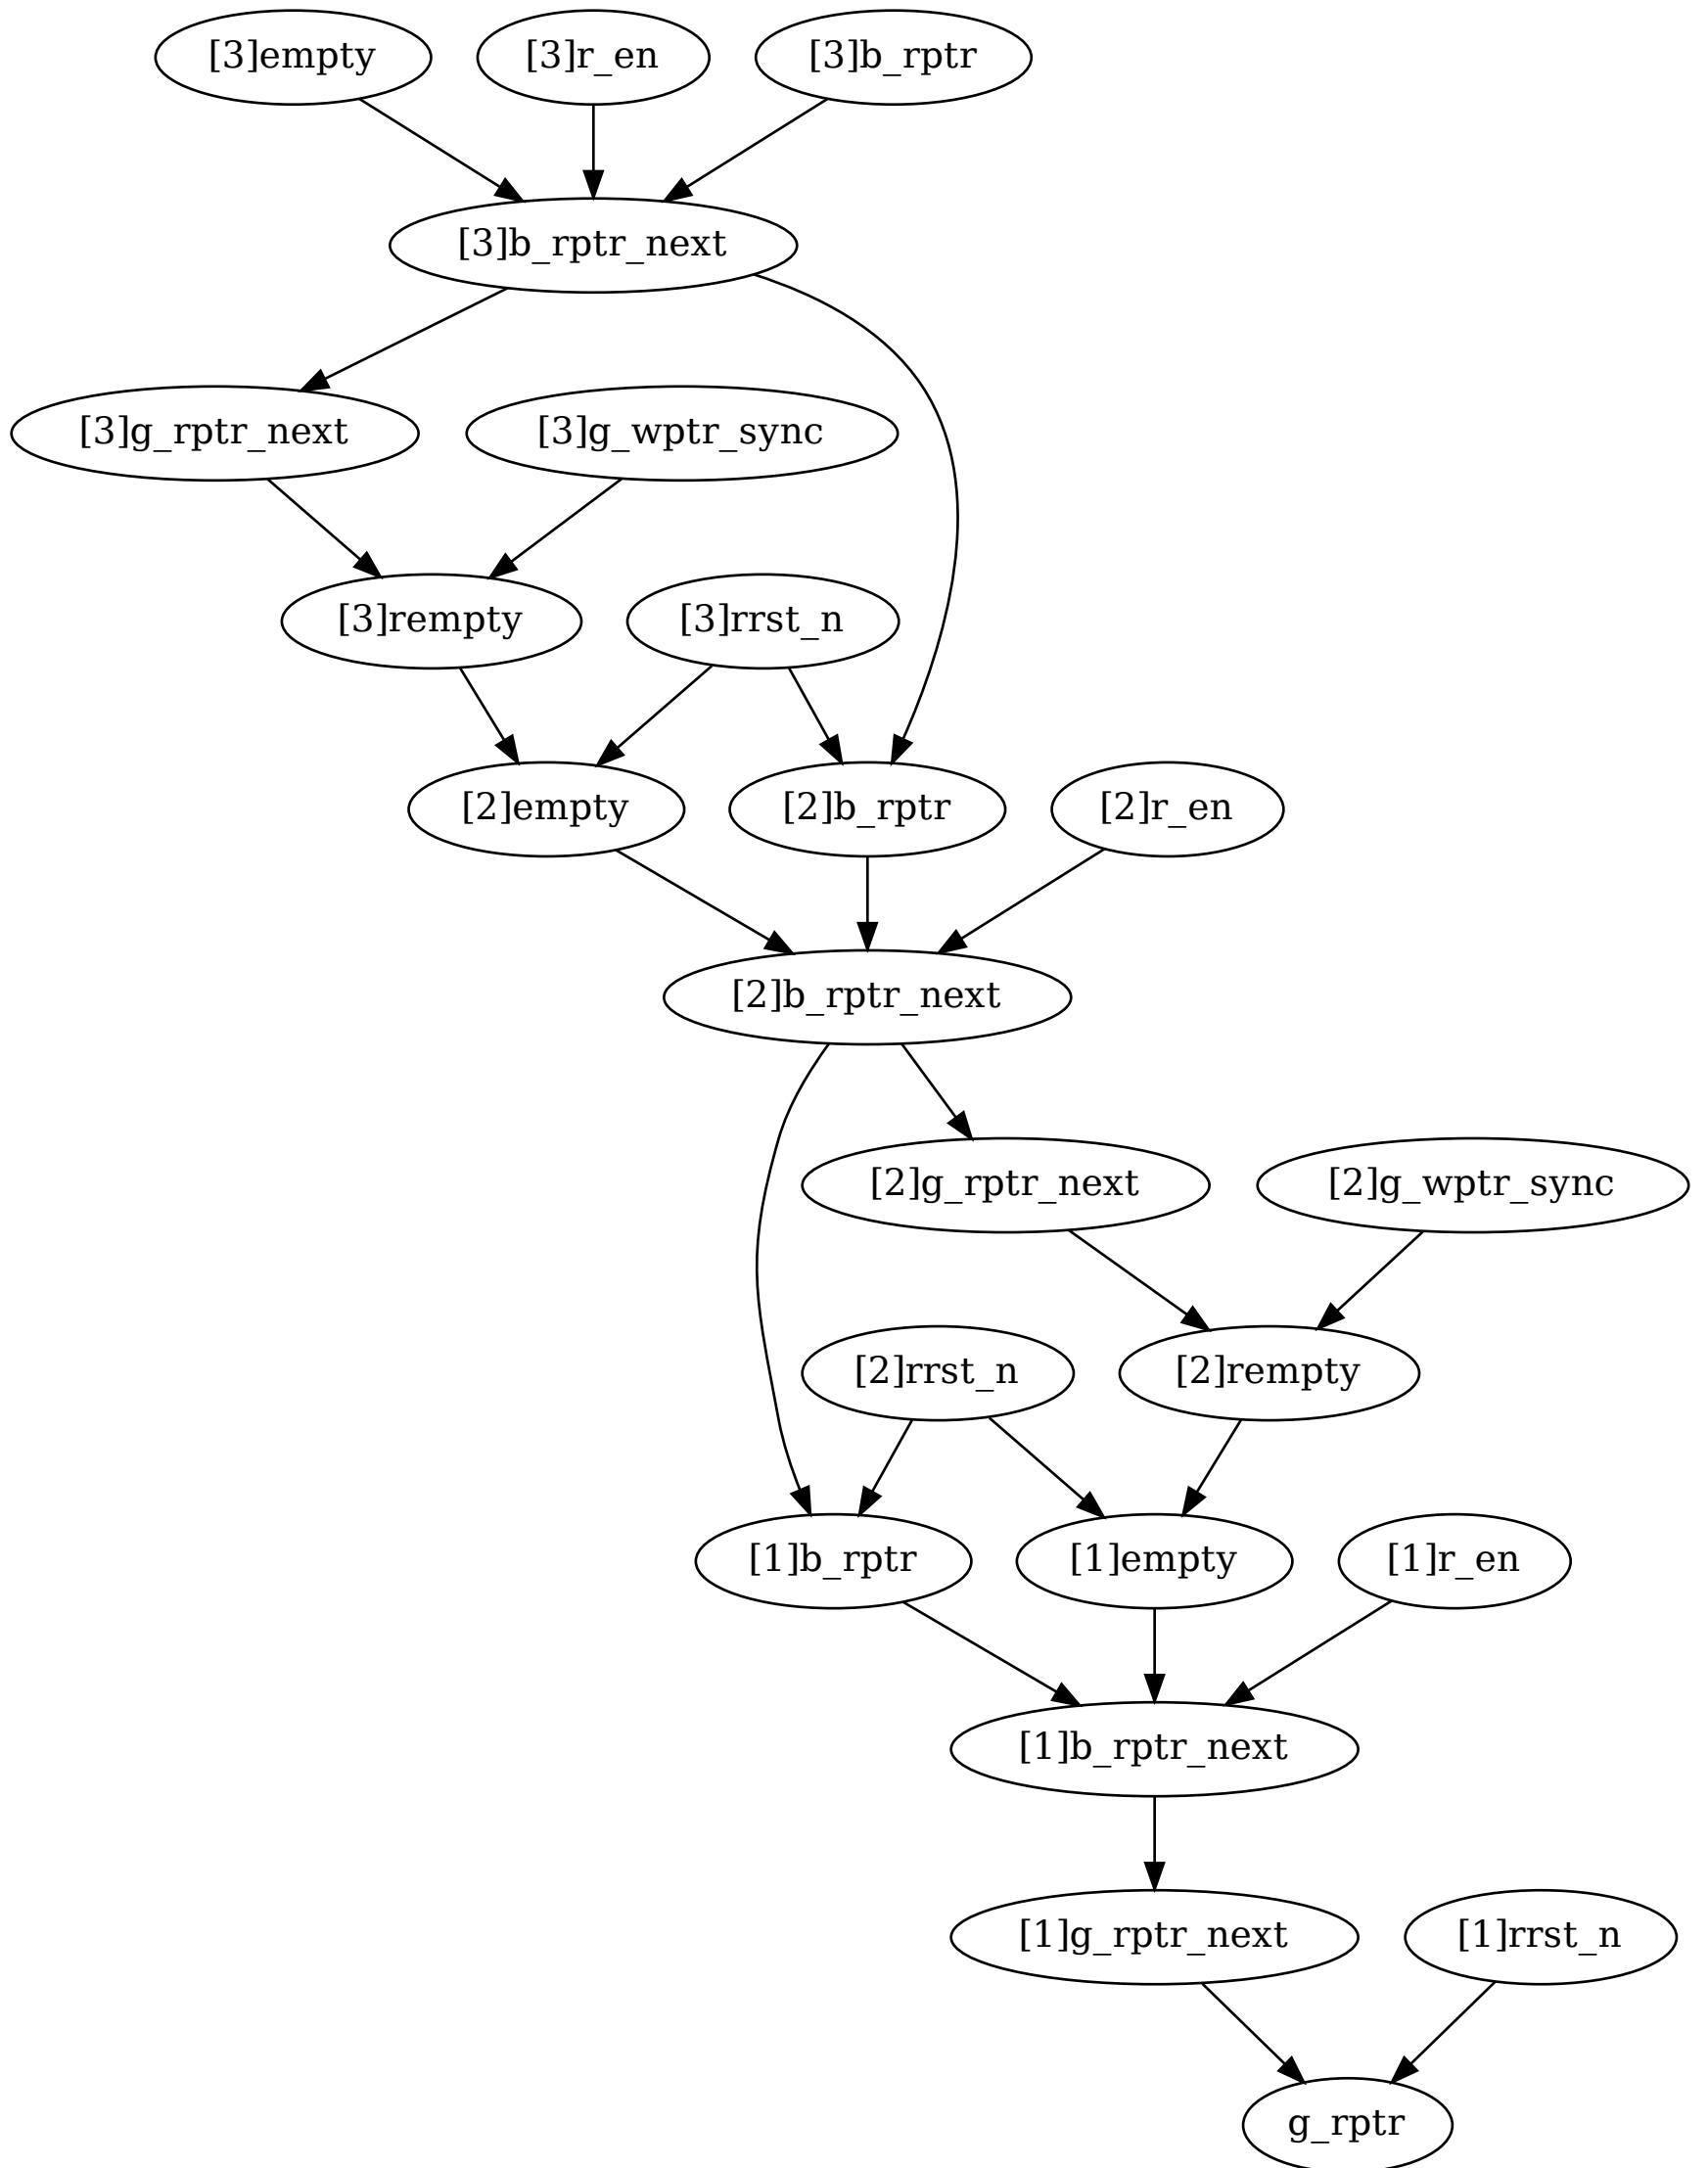 [3]empty
[3]r_en
[3]b_rptr
[3]b_rptr_next
[3]g_rptr_next
[3]g_wptr_sync
[3]rempty
[3]rrst_n
[2]empty
[2]b_rptr
[2]r_en
[2]b_rptr_next
[2]g_rptr_next
[2]g_wptr_sync
[2]rrst_n
[2]rempty
[1]b_rptr
[1]empty
[1]r_en
[1]b_rptr_next
[1]g_rptr_next
[1]rrst_n
g_rptr